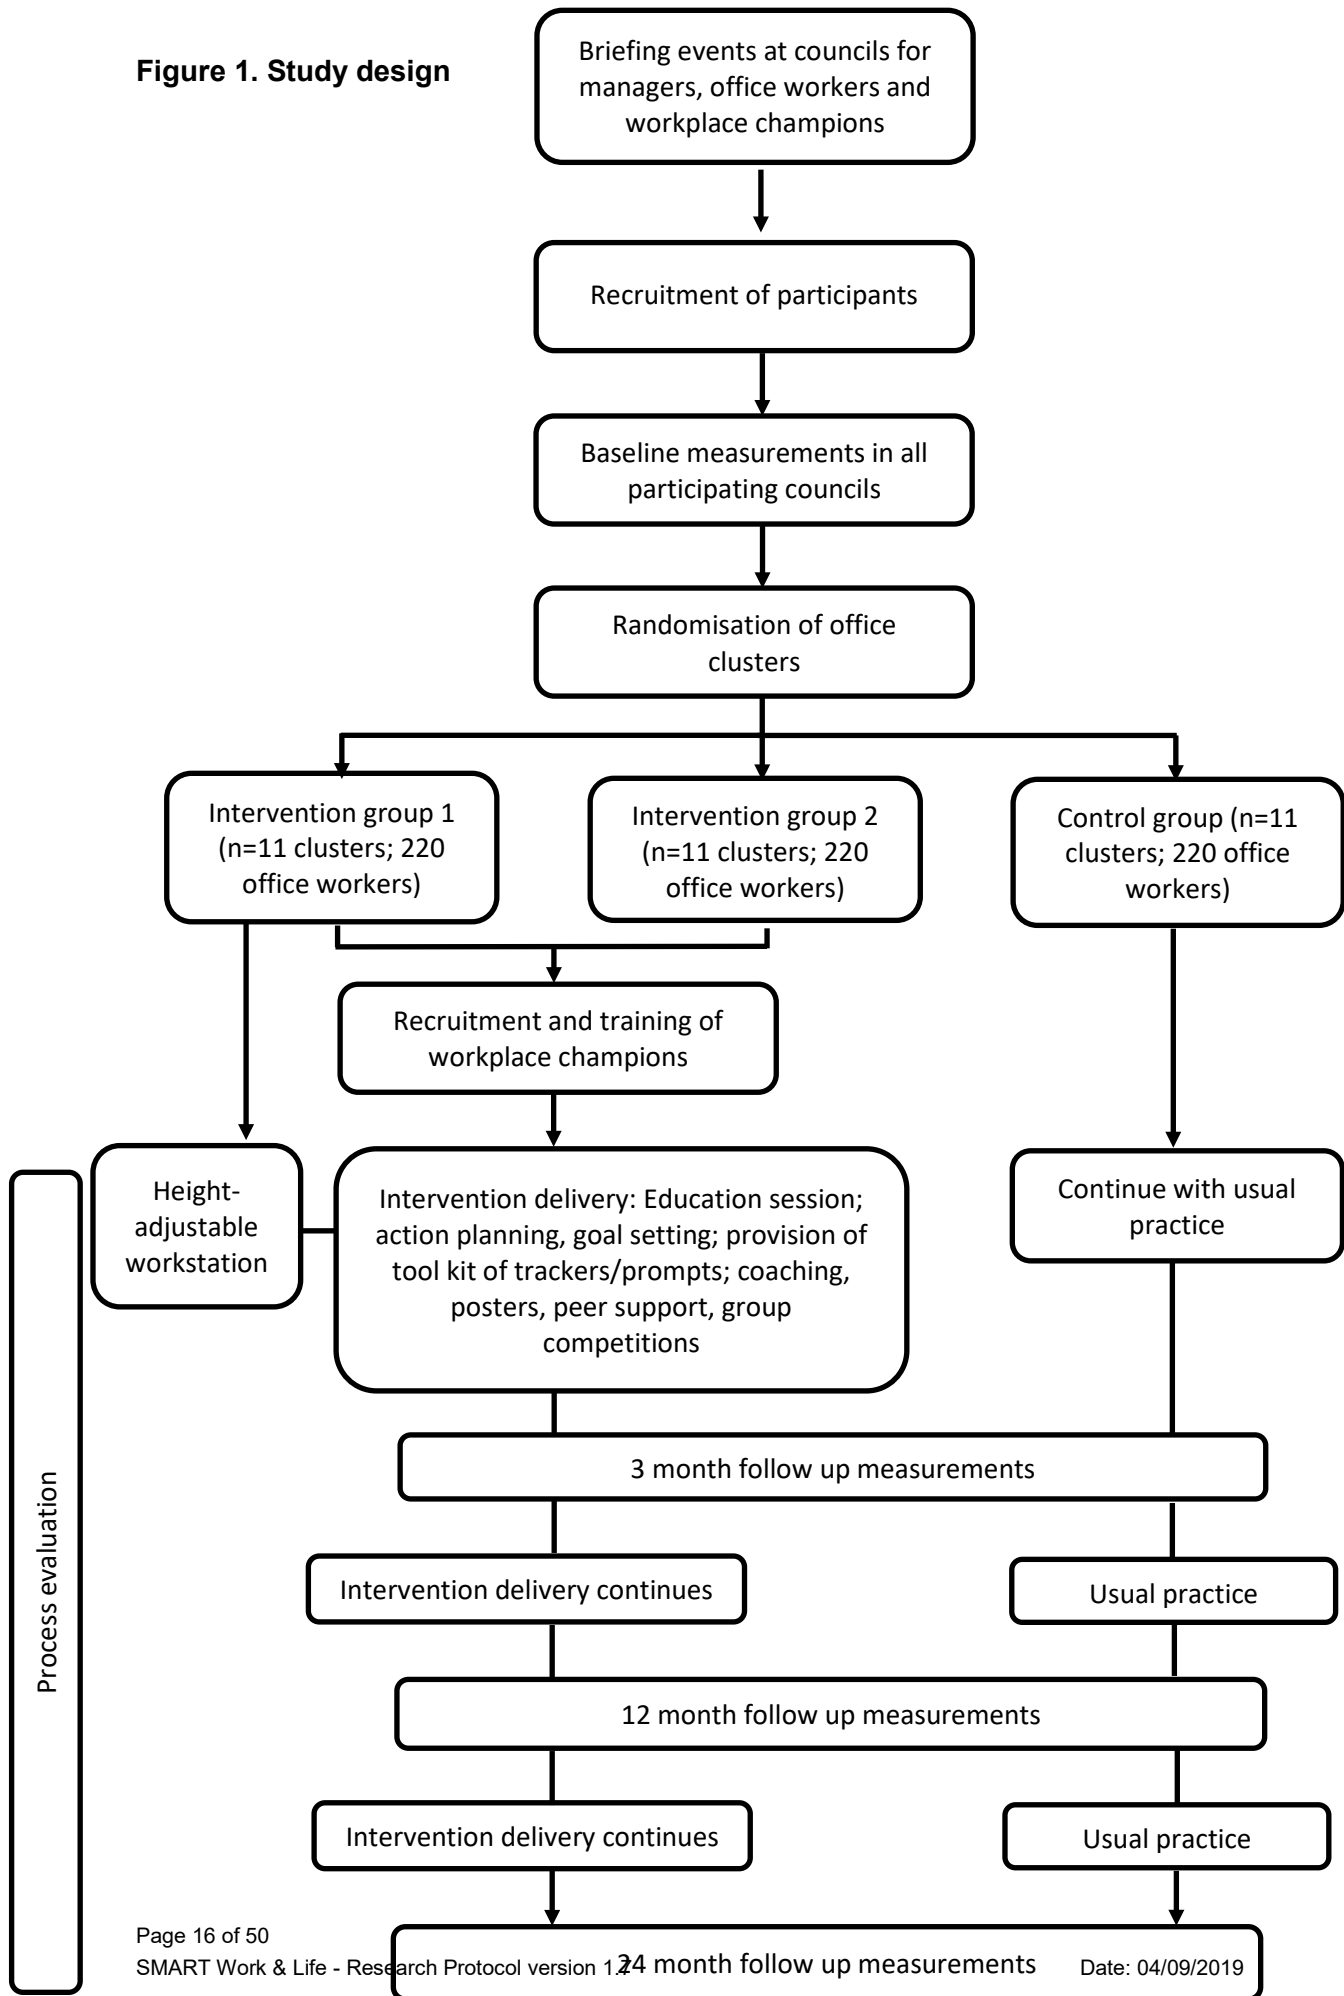 Figure 1. Study design
Briefing events at councils for
managers, office workers and
workplace champions
Recruitment of participants
Baseline measurements in all
participating councils
Randomisation of office
clusters
Intervention group 1
(n=11 clusters; 220
office workers)
Intervention group 2
(n=11 clusters; 220
office workers)
Control group (n=11
clusters; 220 office
workers)
Recruitment and training of
workplace champions
Height-
adjustable
workstation
Intervention delivery: Education session;
action planning, goal setting; provision of
tool kit of trackers/prompts; coaching,
posters, peer support, group
competitions
Continue with usual
practice
Process evaluation
3 month follow up measurements
Intervention delivery continues
Usual practice
12 month follow up measurements
Intervention delivery continues
Usual practice
24 month follow up measurements
Page 16 of 50
SMART Work & Life - Research Protocol version 1.7
Date: 04/09/2019